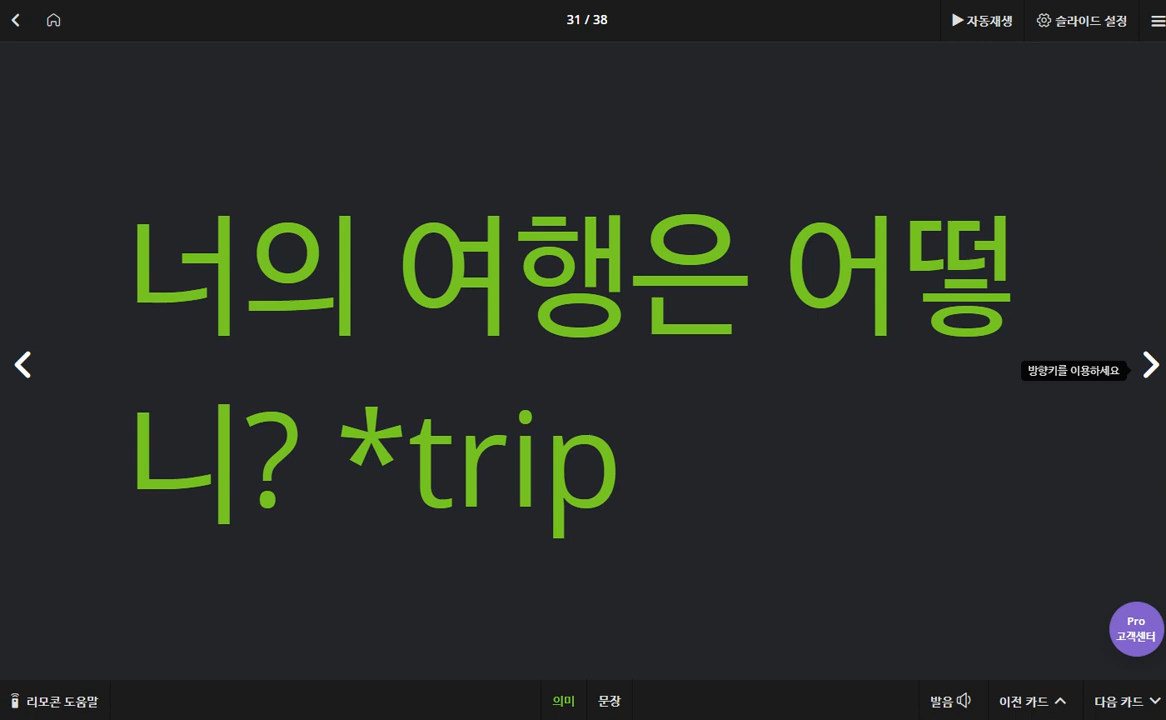 31 / 38
자동재생
슬라이드 설정
너의 여행은 어떻
니? *trip
방향키를 이용하세요
Pro
고객센터
리모콘 도움말
의미
문장
발음
이전 카드
다음 카드